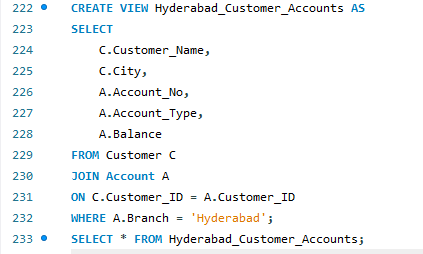 222 CREATE VIEW Hyderabad_Customer_Accounts AS
223 SELECT
224 C.Customer_Name,
225 C.City,
226 A.Account_No,
227 A.Account_Type,
228 A.Balance
229 FROM Customer C
230 JOIN Account A
231 ON C.Customer_ID = A.Customer_ID
232 WHERE A.Branch = 'Hyderabad';
233 SELECT * FROM Hyderabad_Customer_Accounts;